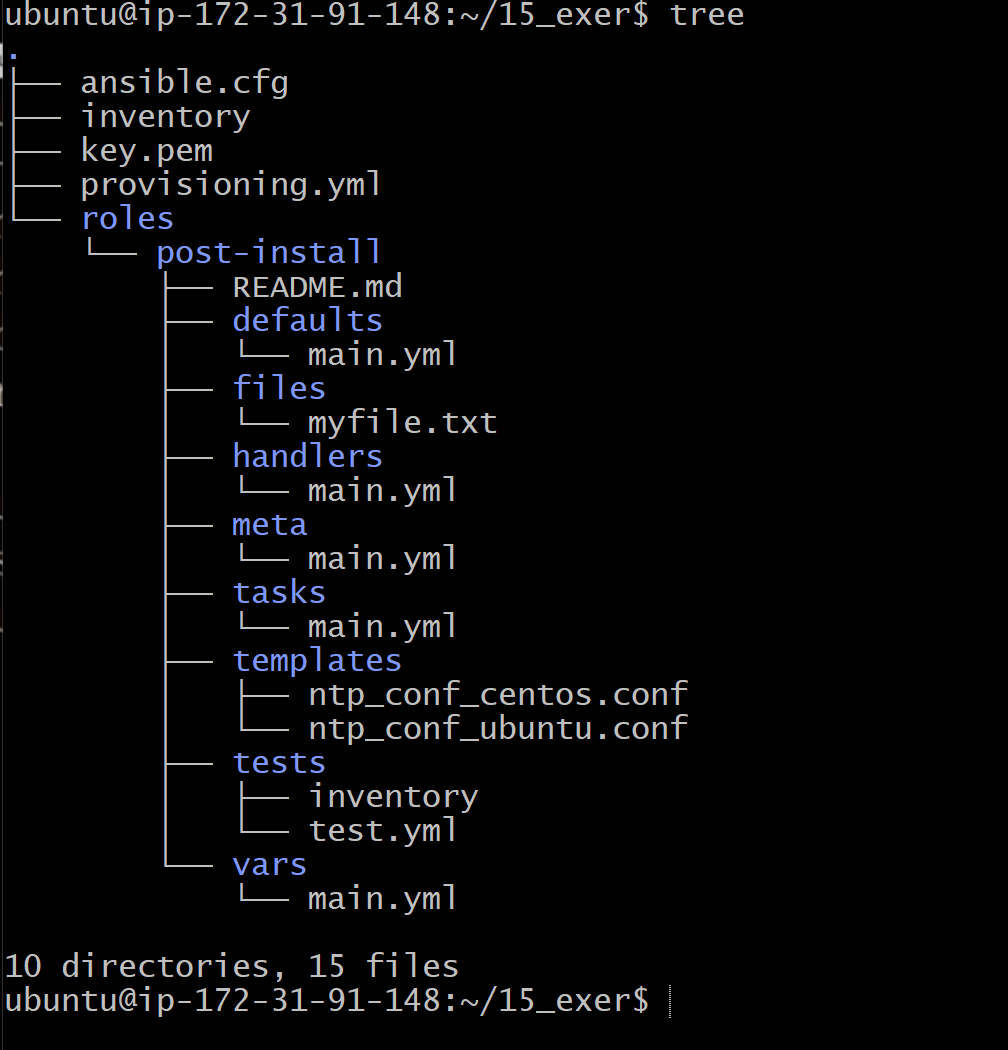 ubuntu@ip-172-31-91-148:~/15_exer$ tree
.
├── ansible.cfg
├── inventory
├── key.pem
├── provisioning.yml
└── roles
    └── post-install
        ├── README.md
        ├── defaults
        │   └── main.yml
        ├── files
        │   └── myfile.txt
        ├── handlers
        │   └── main.yml
        ├── meta
        │   └── main.yml
        ├── tasks
        │   └── main.yml
        ├── templates
        │   ├── ntp_conf_centos.conf
        │   └── ntp_conf_ubuntu.conf
        ├── tests
        │   ├── inventory
        │   └── test.yml
        └── vars
            └── main.yml

10 directories, 15 files
ubuntu@ip-172-31-91-148:~/15_exer$